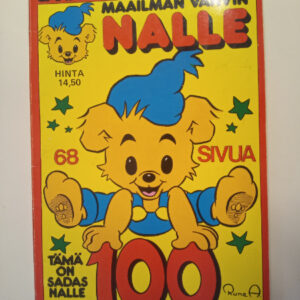 MAAILMAN VAHVIN
NALLE
HINTA
14,50
68 SIVUA
TÄMÄ
ON
SADAS
NALLE
100
Rune A